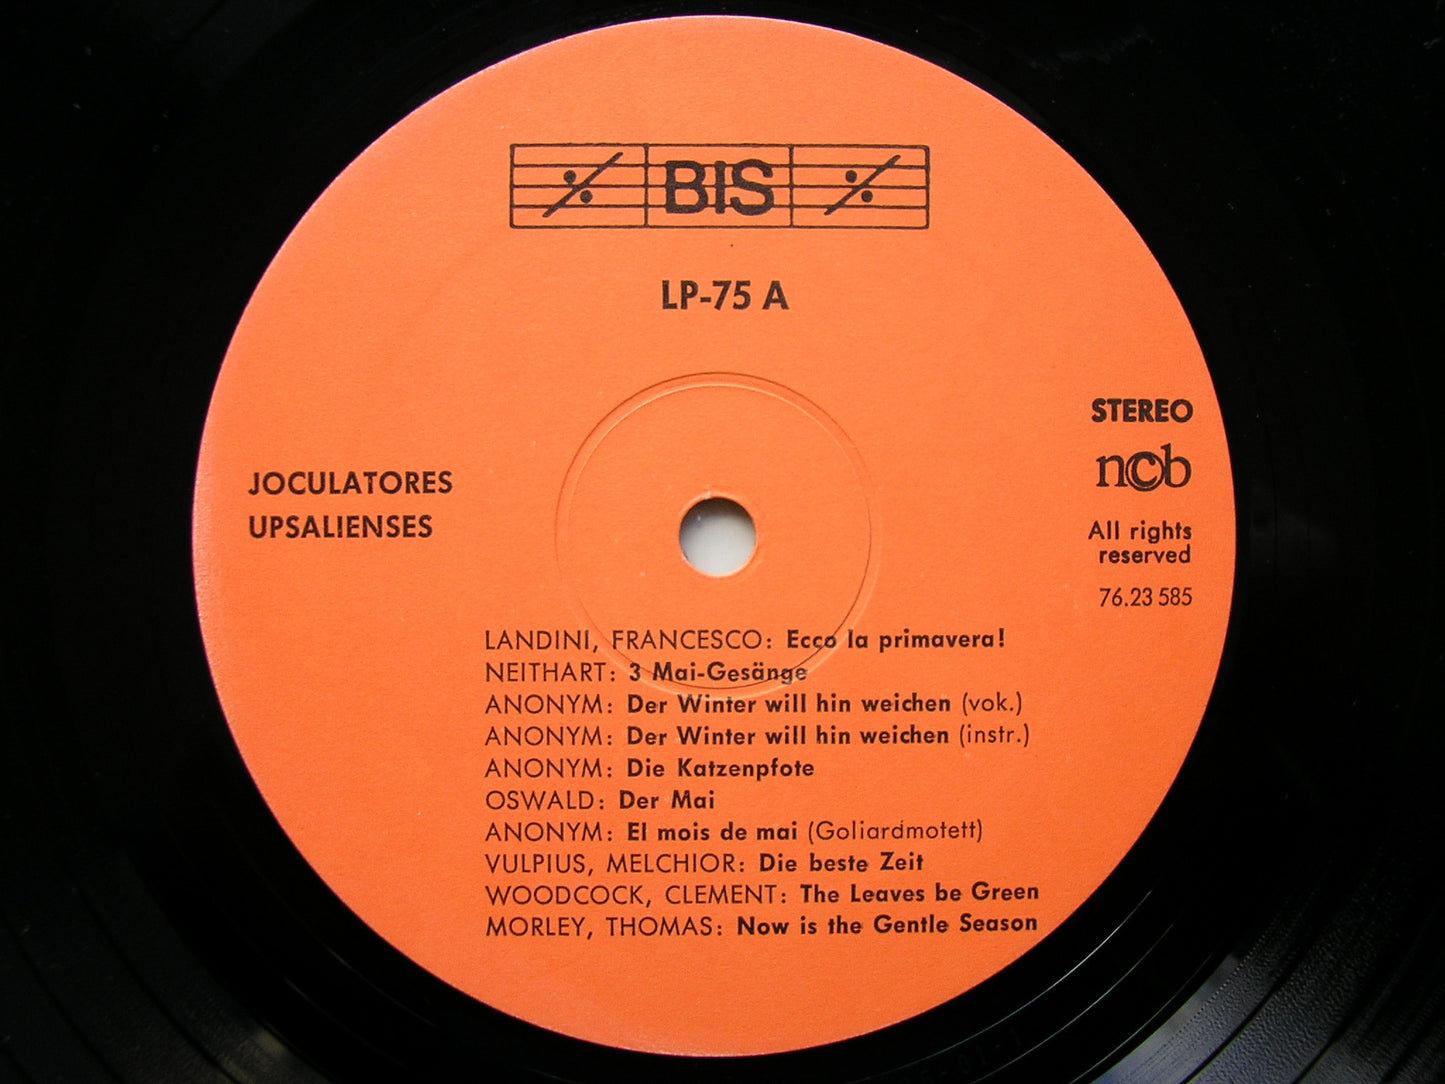 BIS
LP-75 A
STEREO
ncb
All rights
reserved
76.23 585
JOCULATORES
UPSALIENSES
LANDINI, FRANCESCO: Ecco la primavera!
NEITHART: 3 Mai-Gesänge
ANONYM: Der Winter will hin weichen (vok.)
ANONYM: Der Winter will hin weichen (instr.)
ANONYM: Die Katzenpfote
OSWALD: Der Mai
ANONYM: El mois de mai (Goliardmotett)
VULPIUS, MELCHIOR: Die beste Zeit
WOODCOCK, CLEMENT: The Leaves be Green
MORLEY, THOMAS: Now is the Gentle Season